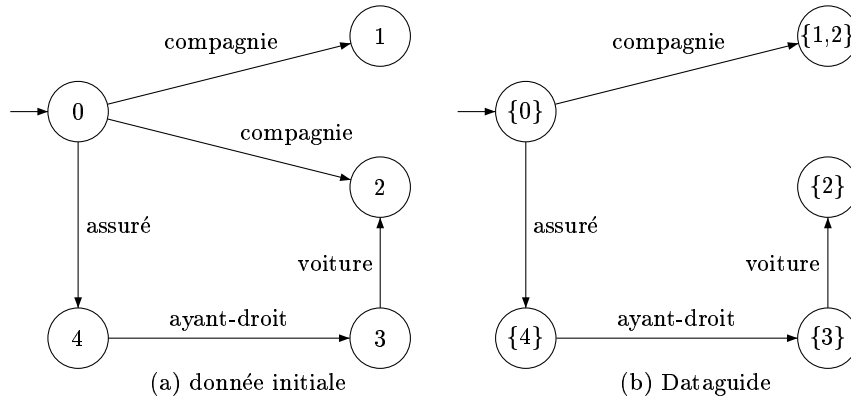 compagnie
1
0
compagnie
2
assuré
voiture
4
ayant-droit
3
(a) donnée initiale
compagnie
{1,2}
{0}
{2}
assuré
voiture
{4}
ayant-droit
{3}
(b) Dataguide